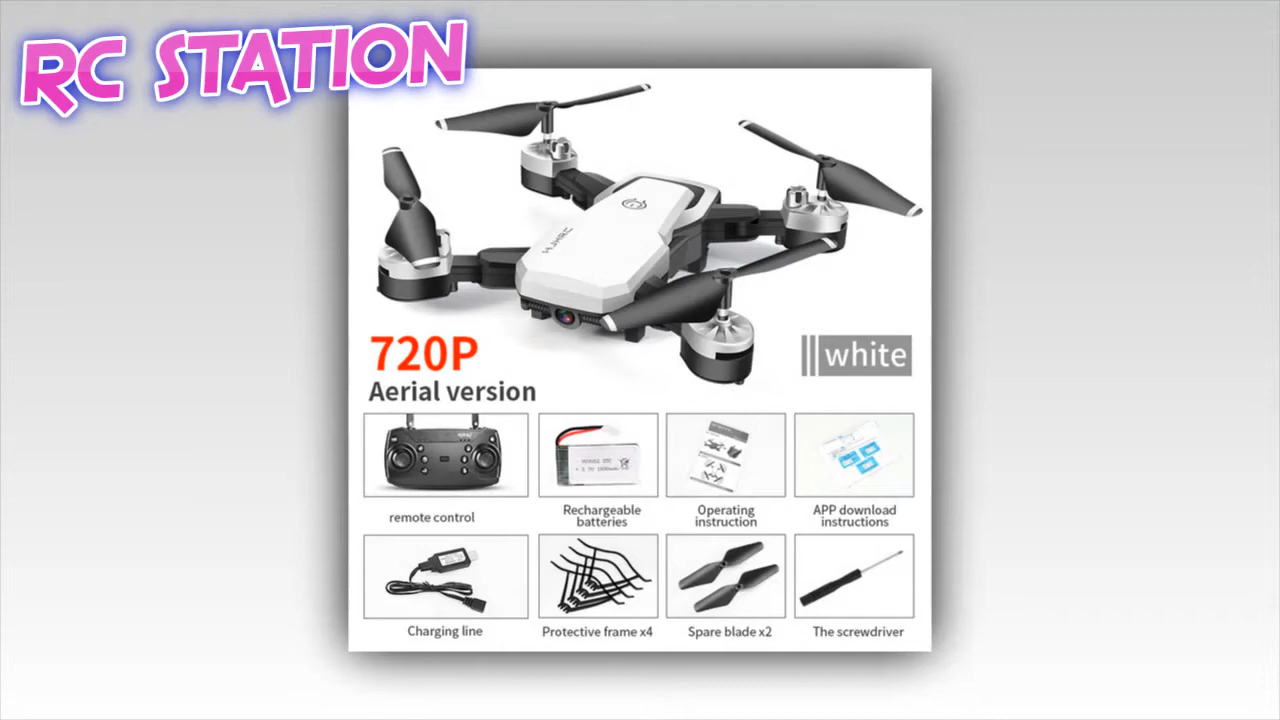 RC STATION
HJHRC
720P
Aerial version
white
remote control
Rechargeable
batteries
Operating
instruction
APP download
instructions
Charging line
Protective frame x4
Spare blade x2
The screwdriver